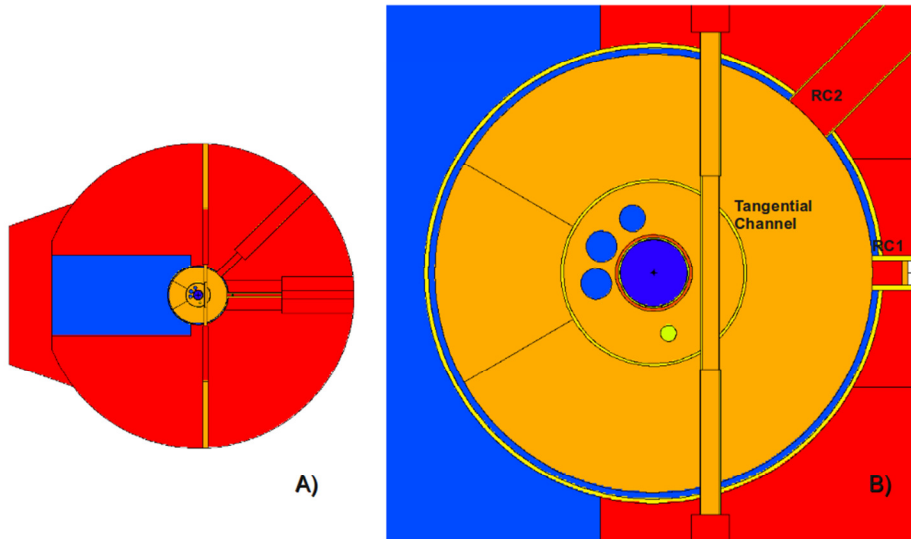 RC2
Tangential
Channel
RC1
A)
B)